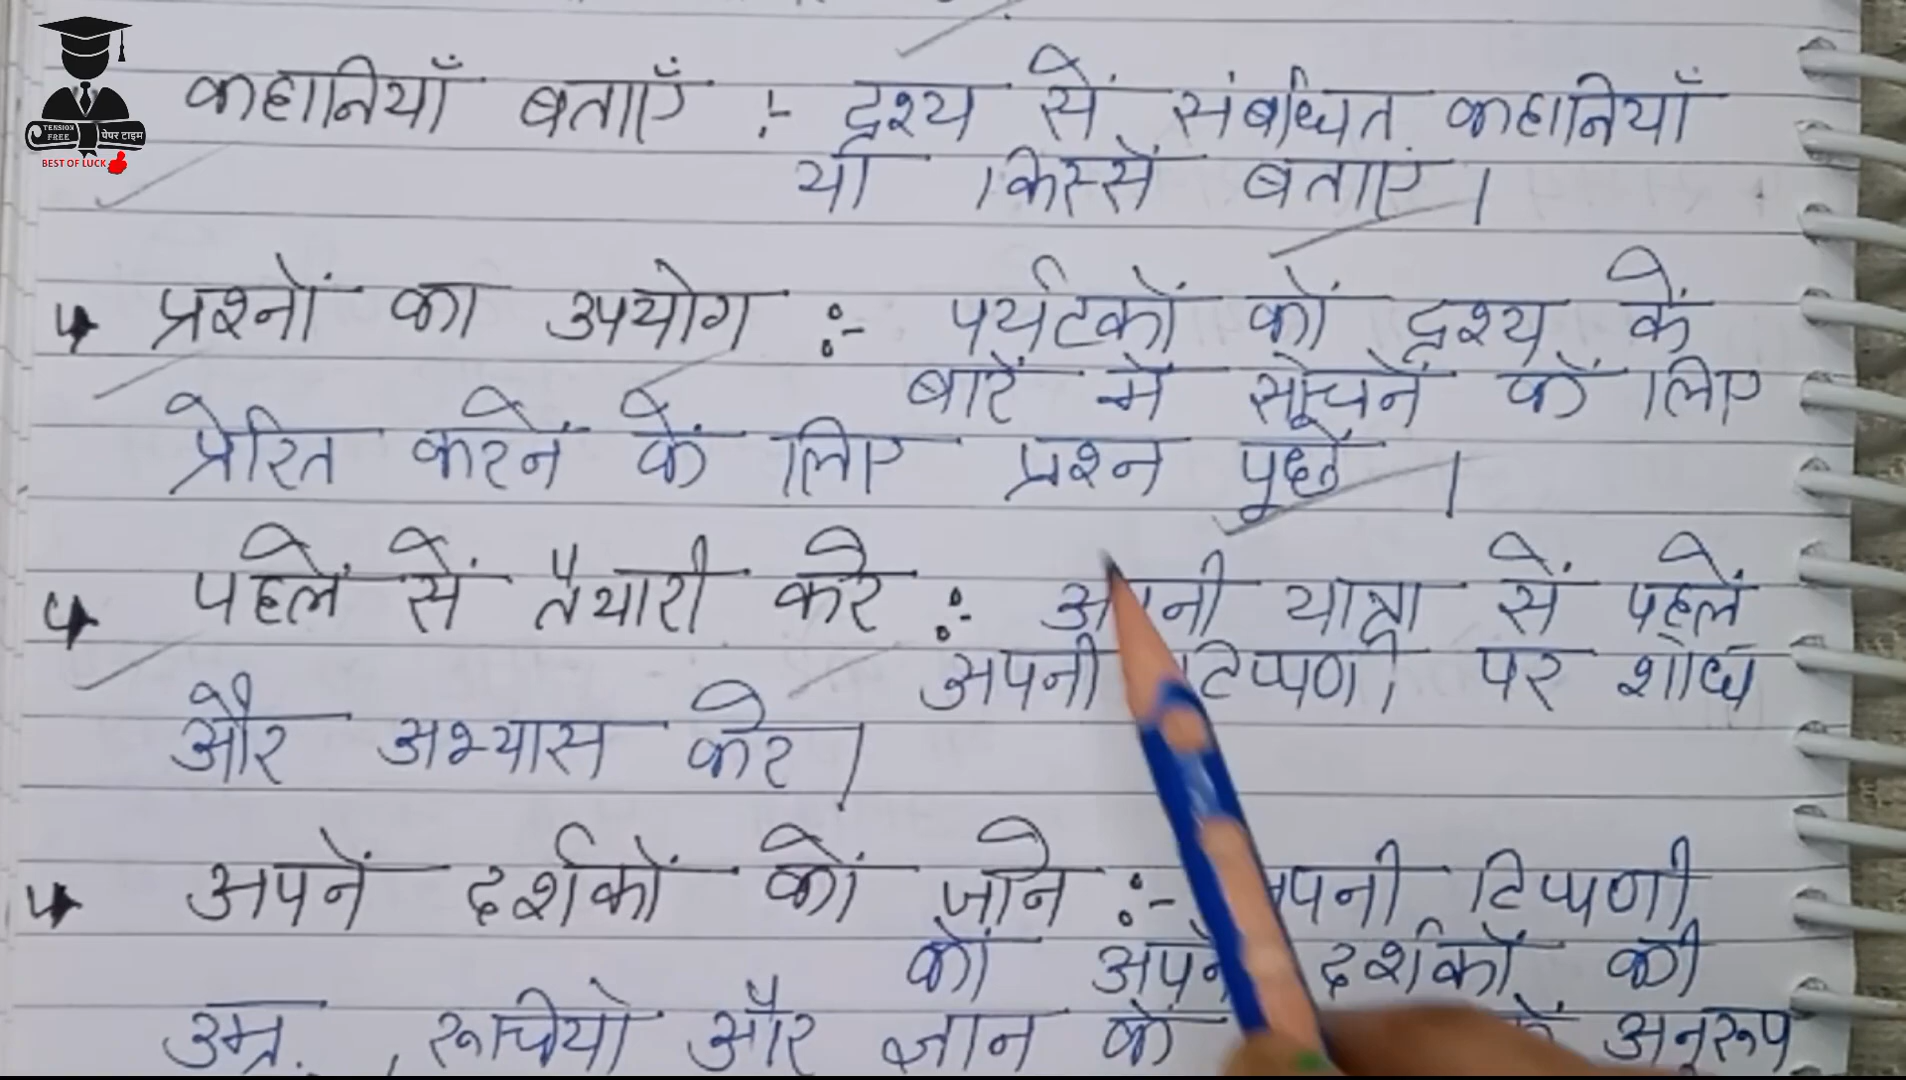 TENSION FREE पेपर टाइम
BEST OF LUCK
कहानियाँ बताएँ :- द्रश्य सें संबंधित कहानियाँ
या किस्सें बताएं।
प्रश्नों का उपयोग :- पर्यटकों कों द्रश्य कें
बारें में सोचनें कें लिए
प्रेरित करनें कें लिए प्रश्न पूछें ।
पहलें सें तैयारी करें :- अपनी यात्रा सें पहलें
अपनी टिप्पणी पर शोध
और अभ्यास करें।
अपनें दर्शकों कों जानें :- अपनी टिप्पणी
कों अपनें दर्शकों की
उम्र , रूचियों और ज्ञान के अनुरूप